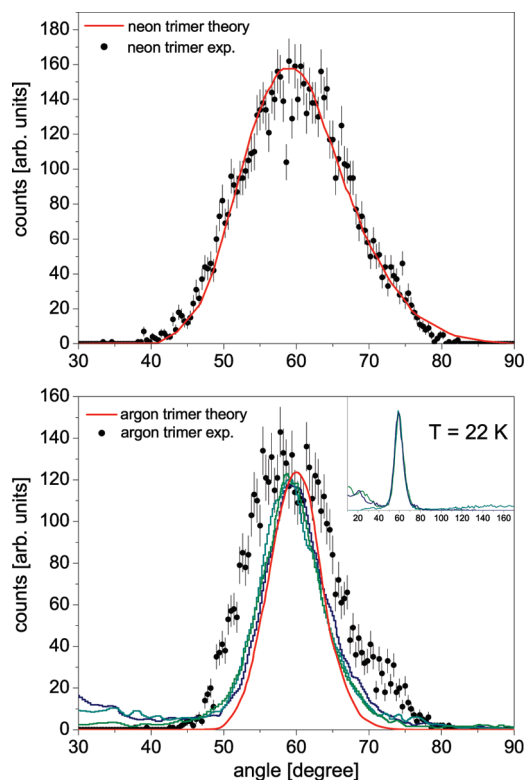 neon trimer theory
neon trimer exp.
counts [arb. units]
180
160
140
120
100
80
60
40
20
0
30 40 50 60 70 80 90
argon trimer theory
argon trimer exp.
T = 22 K
20 40 60 80 100 120 140 160
counts [arb. units]
160
140
120
100
80
60
40
20
0
30 40 50 60 70 80 90
angle [degree]